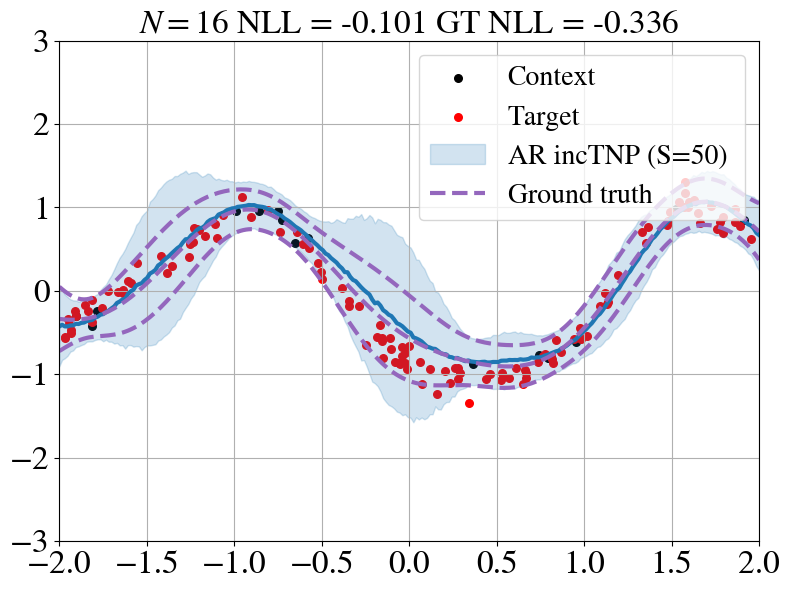 N = 16 NLL = -0.101 GT NLL = -0.336
3
2
1
0
−1
−2
−3
Context
Target
AR incTNP (S=50)
Ground truth
−2.0 −1.5 −1.0 −0.5 0.0 0.5 1.0 1.5 2.0